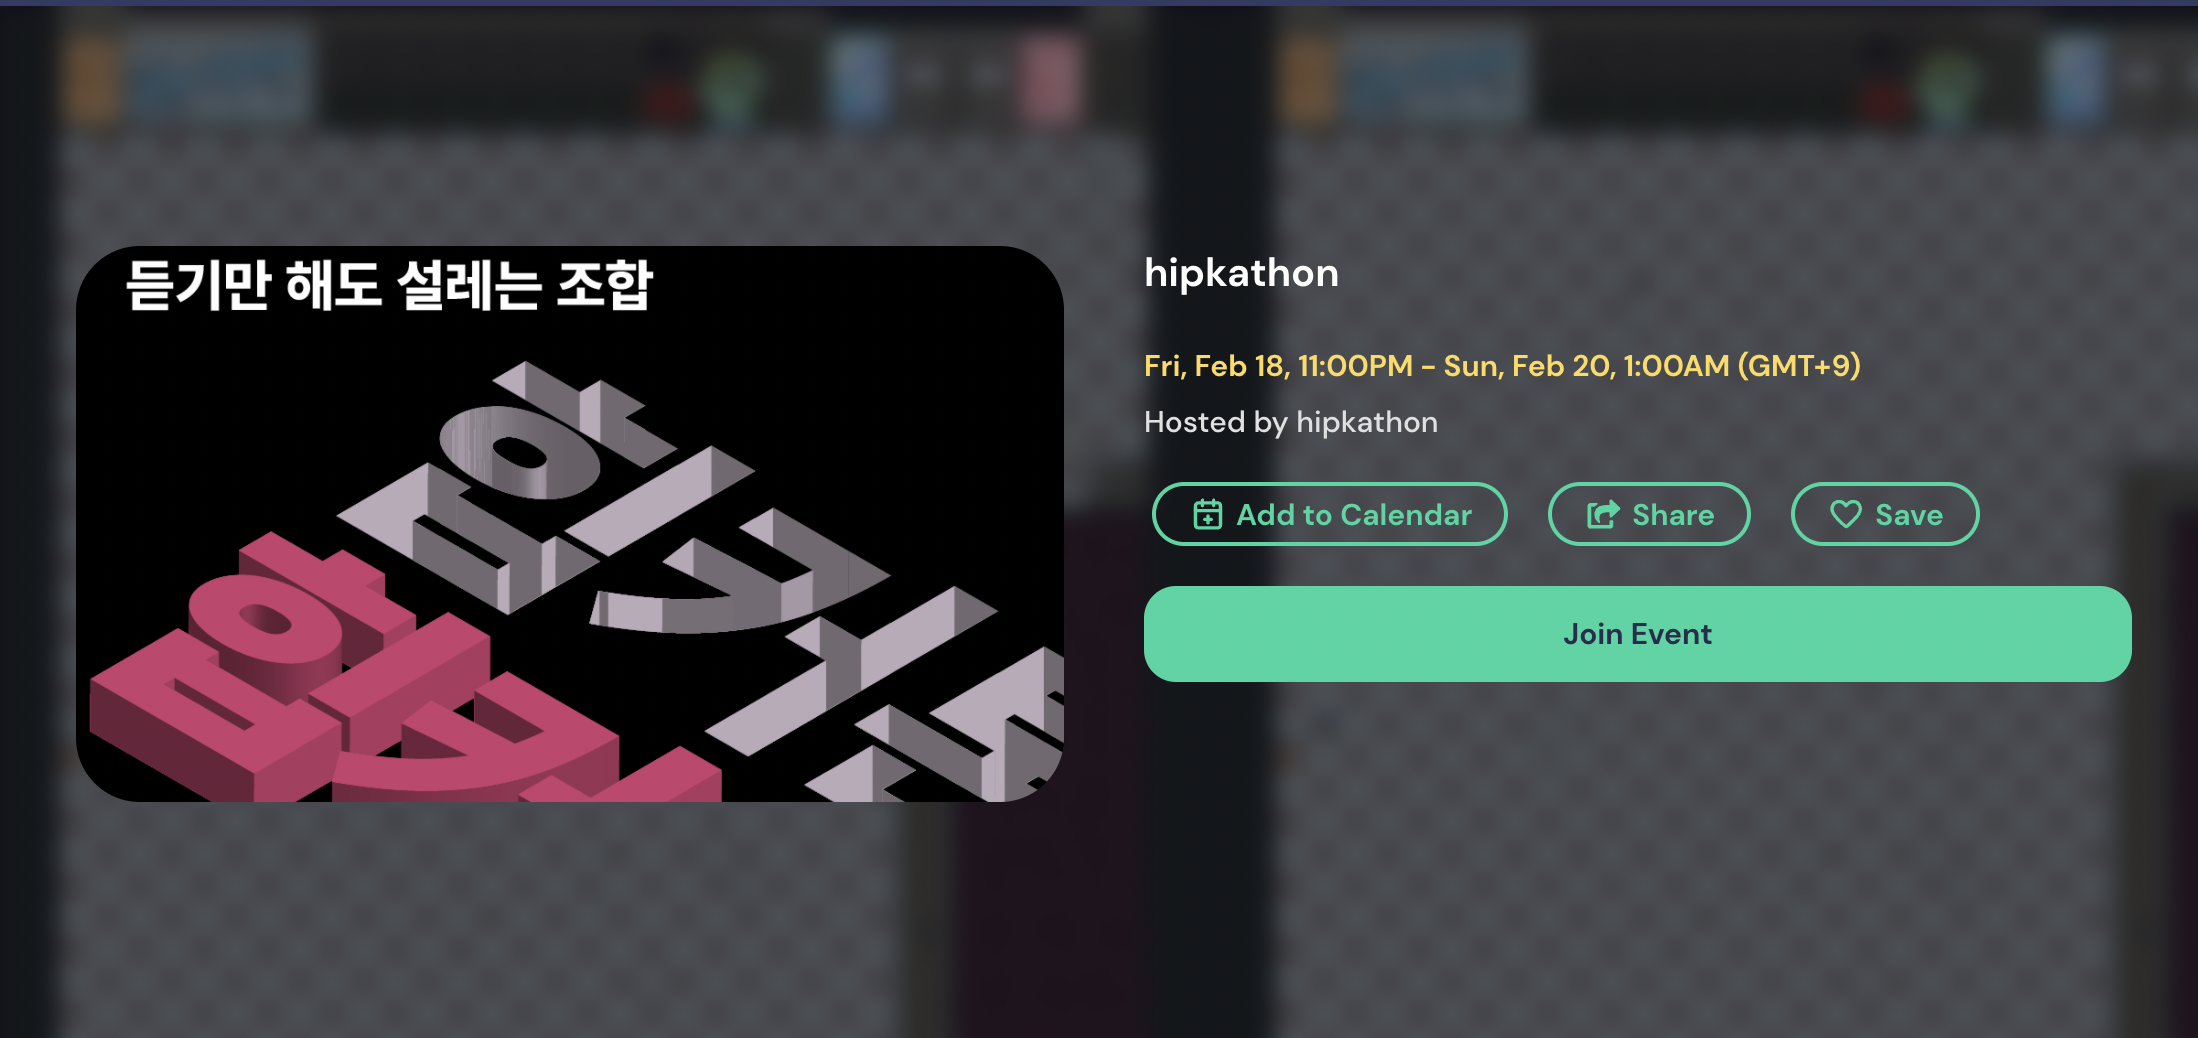 듣기만 해도 설레는 조합
hipkathon
Fri, Feb 18, 11:00PM - Sun, Feb 20, 1:00AM (GMT+9)
Hosted by hipkathon
Add to Calendar
Share
Save
Join Event